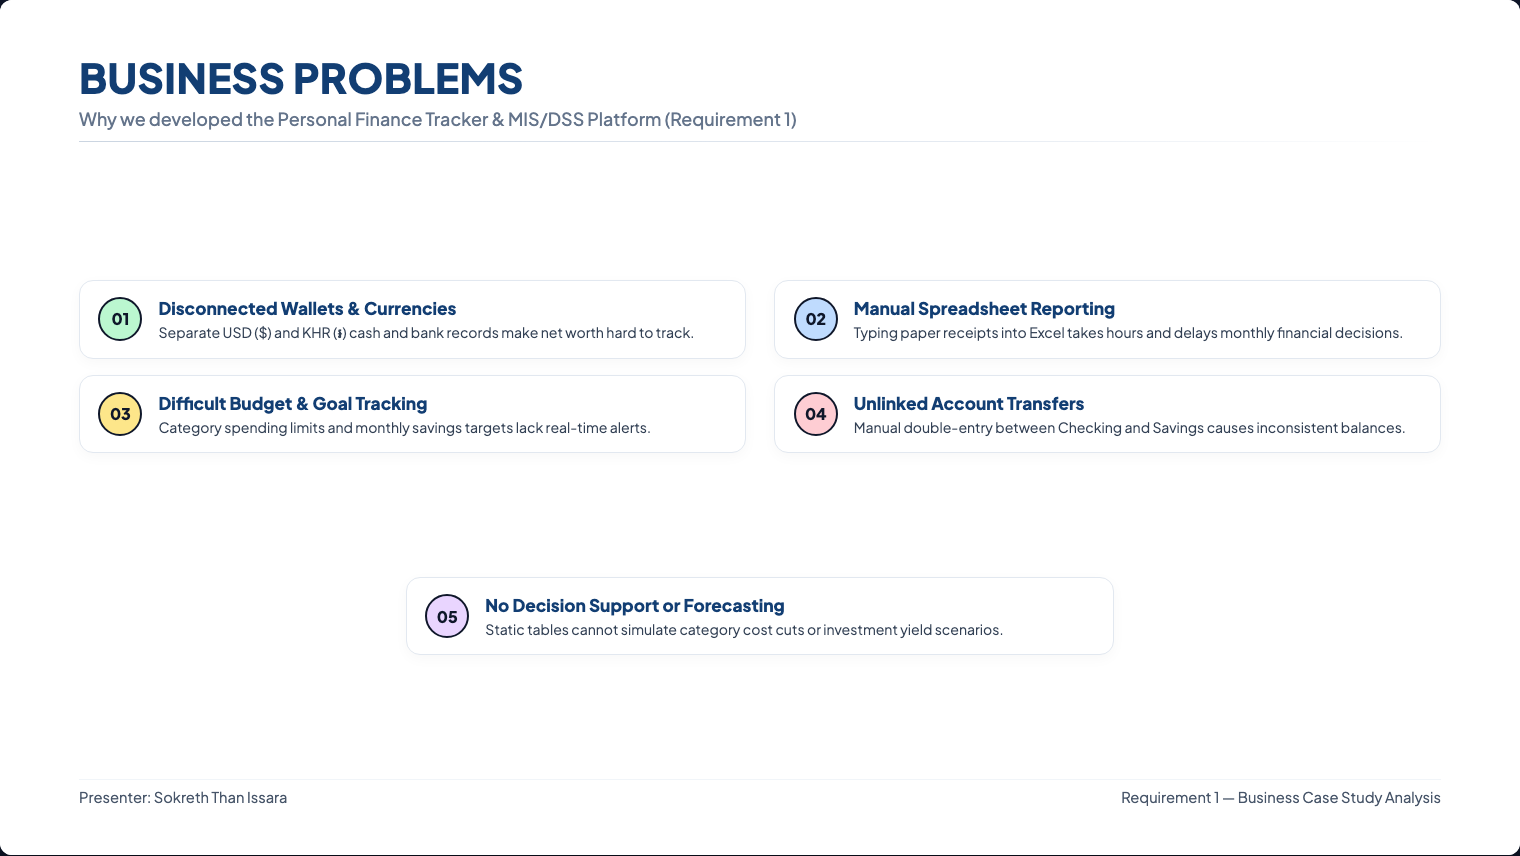 BUSINESS PROBLEMS
Why we developed the Personal Finance Tracker & MIS/DSS Platform (Requirement 1)
01
Disconnected Wallets & Currencies
Separate USD ($) and KHR (៛) cash and bank records make net worth hard to track.
02
Manual Spreadsheet Reporting
Typing paper receipts into Excel takes hours and delays monthly financial decisions.
03
Difficult Budget & Goal Tracking
Category spending limits and monthly savings targets lack real-time alerts.
04
Unlinked Account Transfers
Manual double-entry between Checking and Savings causes inconsistent balances.
05
No Decision Support or Forecasting
Static tables cannot simulate category cost cuts or investment yield scenarios.
Presenter: Sokreth Than Issara
Requirement 1 — Business Case Study Analysis